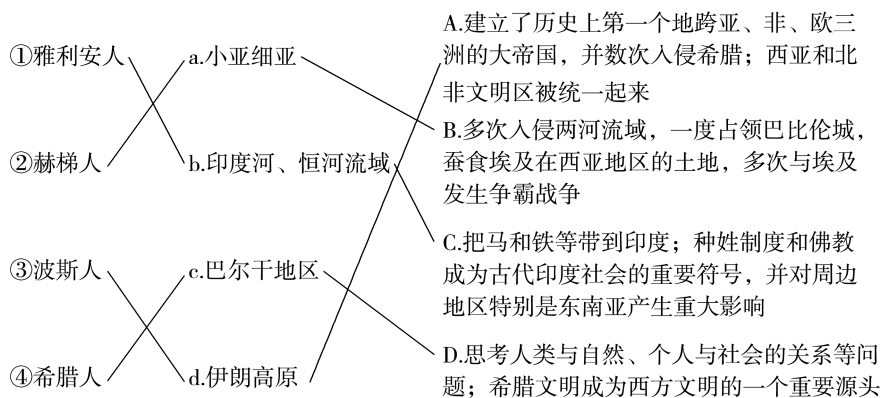 ①雅利安人
②赫梯人
③波斯人
④希腊人
a.小亚细亚
b.印度河、恒河流域
c.巴尔干地区
d.伊朗高原
A.建立了历史上第一个地跨亚、非、欧三
洲的大帝国，并数次入侵希腊；西亚和北
非文明区被统一起来
B.多次入侵两河流域，一度占领巴比伦城，
蚕食埃及在西亚地区的土地，多次与埃及
发生争霸战争
C.把马和铁等带到印度；种姓制度和佛教
成为古代印度社会的重要符号，并对周边
地区特别是东南亚产生重大影响
D.思考人类与自然、个人与社会的关系等问
题；希腊文明成为西方文明的一个重要源头